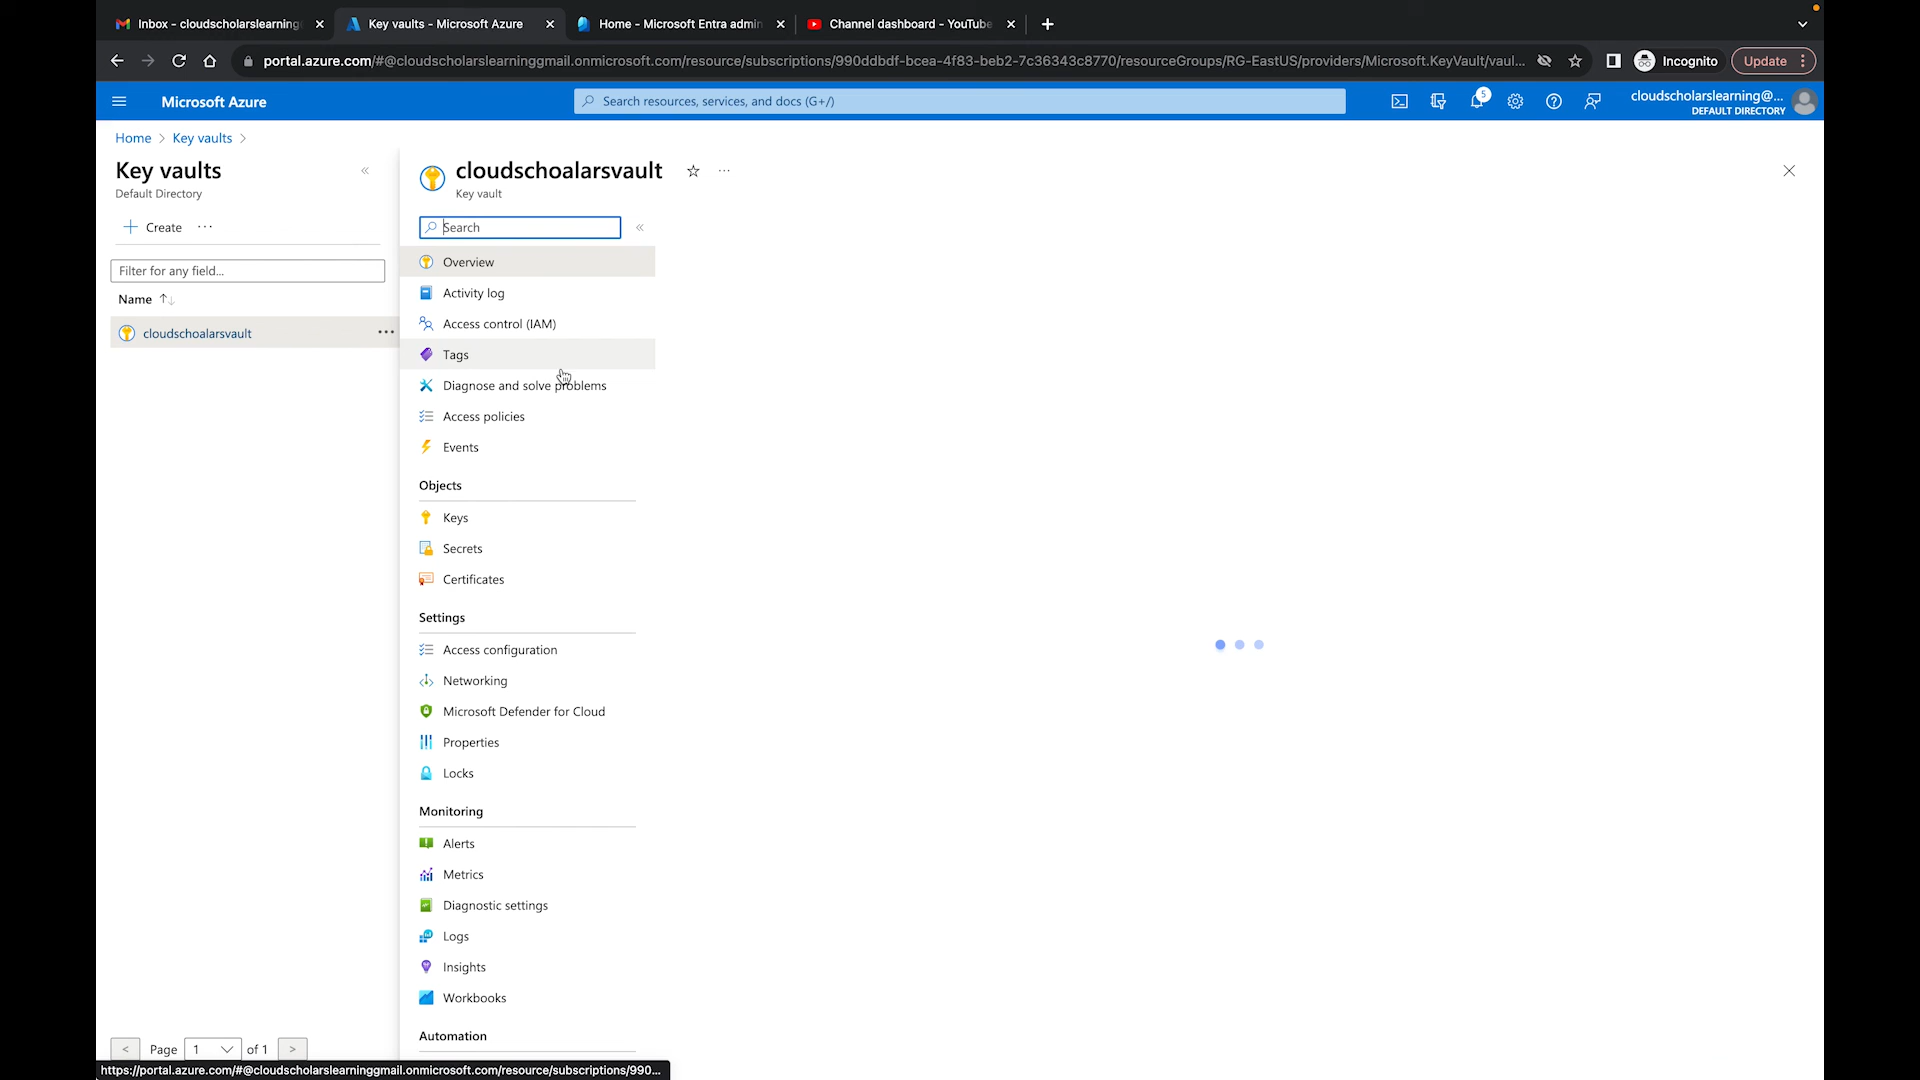 Inbox - cloudscholarslearning
Key vaults - Microsoft Azure
Home - Microsoft Entra admin
Channel dashboard - YouTube
portal.azure.com/#@cloudscholarslearninggmail.onmicrosoft.com/resource/subscriptions/990ddbdf-bcea-4f83-beb2-7c36343c8770/resourceGroups/RG-EastUS/providers/Microsoft.KeyVault/vaul...
Incognito
Update
Microsoft Azure
Search resources, services, and docs (G+/)
5
cloudscholarslearning@...
DEFAULT DIRECTORY
Home > Key vaults >
Key vaults
Default Directory
+ Create ...
Filter for any field...
Name
cloudschoalarsvault
...
cloudschoalarsvault
...
Key vault
Search
Overview
Activity log
Access control (IAM)
Tags
Diagnose and solve problems
Access policies
Events
Objects
Keys
Secrets
Certificates
Settings
Access configuration
Networking
Microsoft Defender for Cloud
Properties
Locks
Monitoring
Alerts
Metrics
Diagnostic settings
Logs
Insights
Workbooks
Automation
< Page 1 of 1 >
https://portal.azure.com/#@cloudscholarslearninggmail.onmicrosoft.com/resource/subscriptions/990...